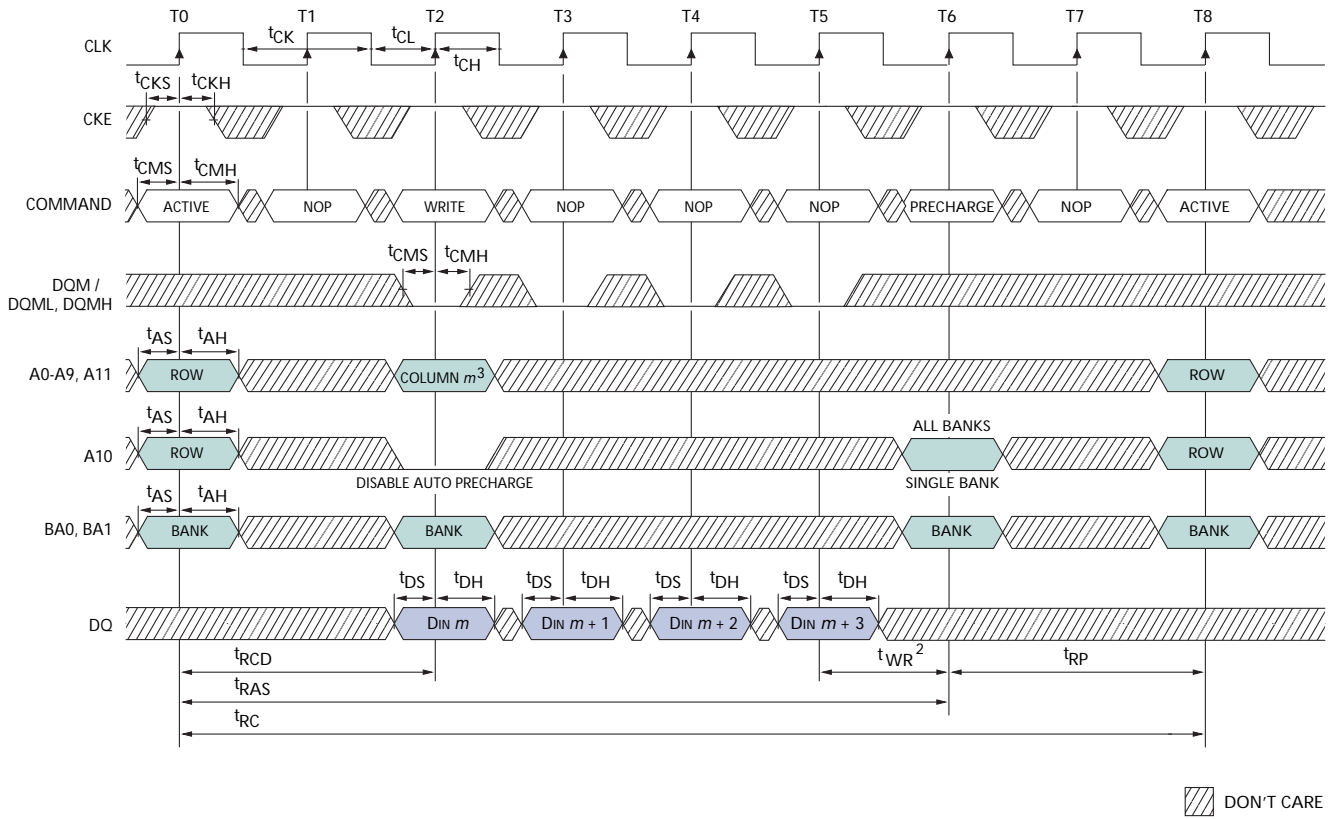 T0 T1 T2 T3 T4 T5 T6 T7 T8
CLK
tCK tCL
tCH
tCKS tCKH
CKE
tCMS tCMH
COMMAND ACTIVE NOP WRITE NOP NOP NOP PRECHARGE NOP ACTIVE
tCMS tCMH
DQM /
DQML, DQMH
tAS tAH
A0-A9, A11 ROW COLUMN m3 ROW
tAS tAH ALL BANKS
A10 ROW ROW
DISABLE AUTO PRECHARGE SINGLE BANK
tAS tAH
BA0, BA1 BANK BANK BANK BANK
tDS tDH tDS tDH tDS tDH tDS tDH
DQ DIN m DIN m + 1 DIN m + 2 DIN m + 3
tRCD tWR2 tRP
tRAS
tRC
DON'T CARE